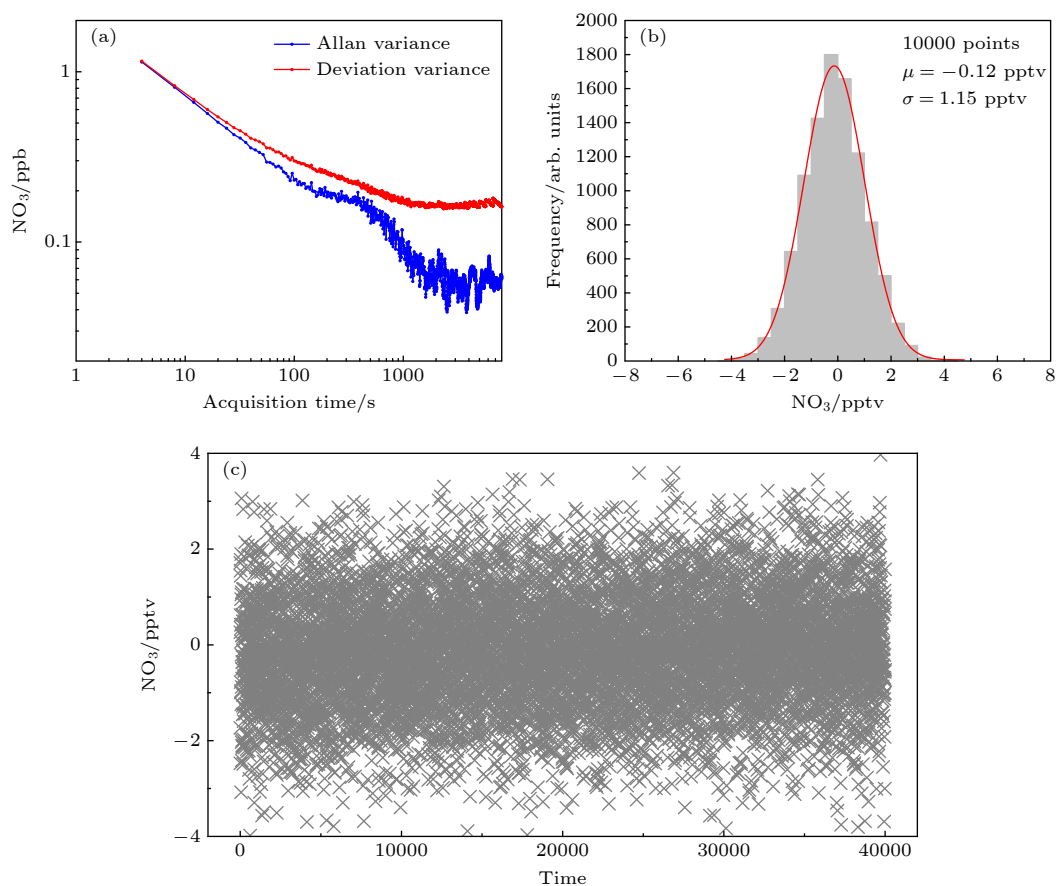 (a)
Allan variance
Deviation variance
1
0.1
NO₃/ppb
1 10 100 1000
Acquisition time/s
(b)
10000 points
μ = −0.12 pptv
σ = 1.15 pptv
2000
1800
1600
1400
1200
1000
800
600
400
200
0
Frequency/arb. units
−8 −6 −4 −2 0 2 4 6 8
NO₃/pptv
(c)
4
2
0
−2
−4
NO₃/pptv
0 10000 20000 30000 40000
Time